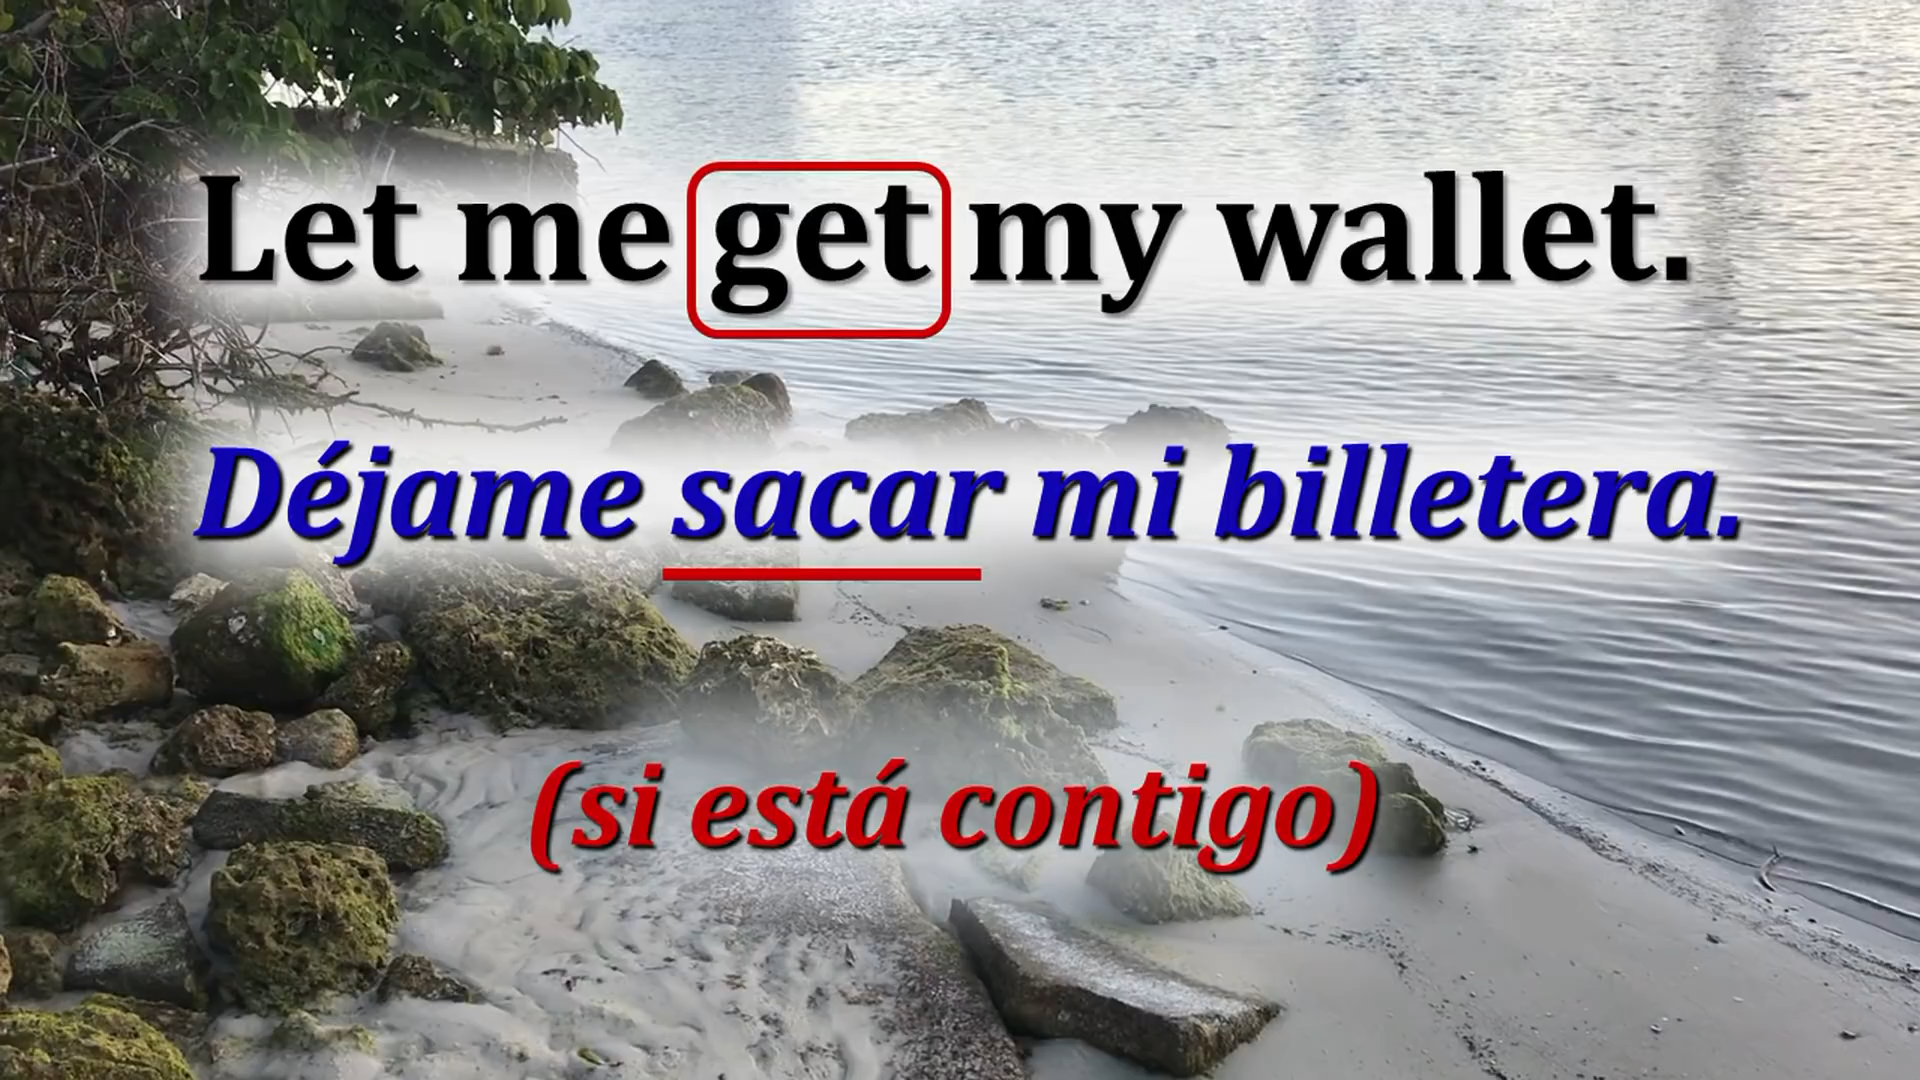 Let me get my wallet.
Déjame sacar mi billetera.
(si está contigo)